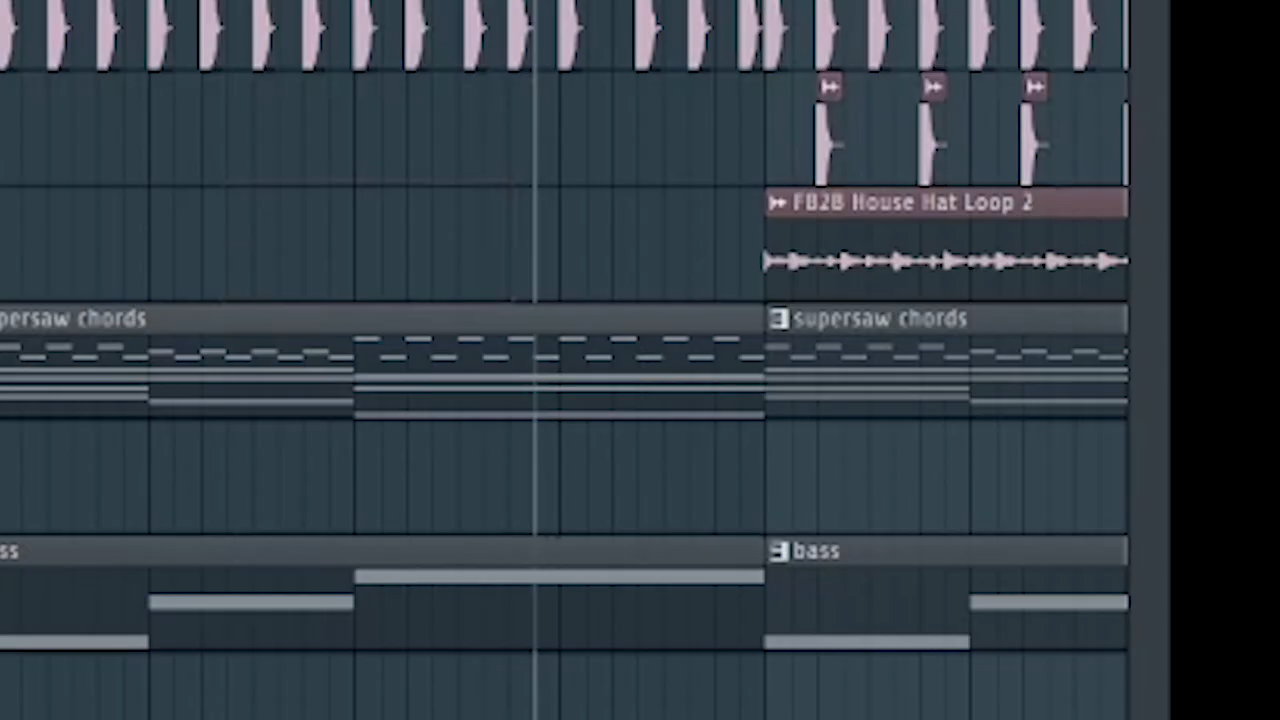 FB2B House Hat Loop 2
persaw chords
supersaw chords
ss
bass